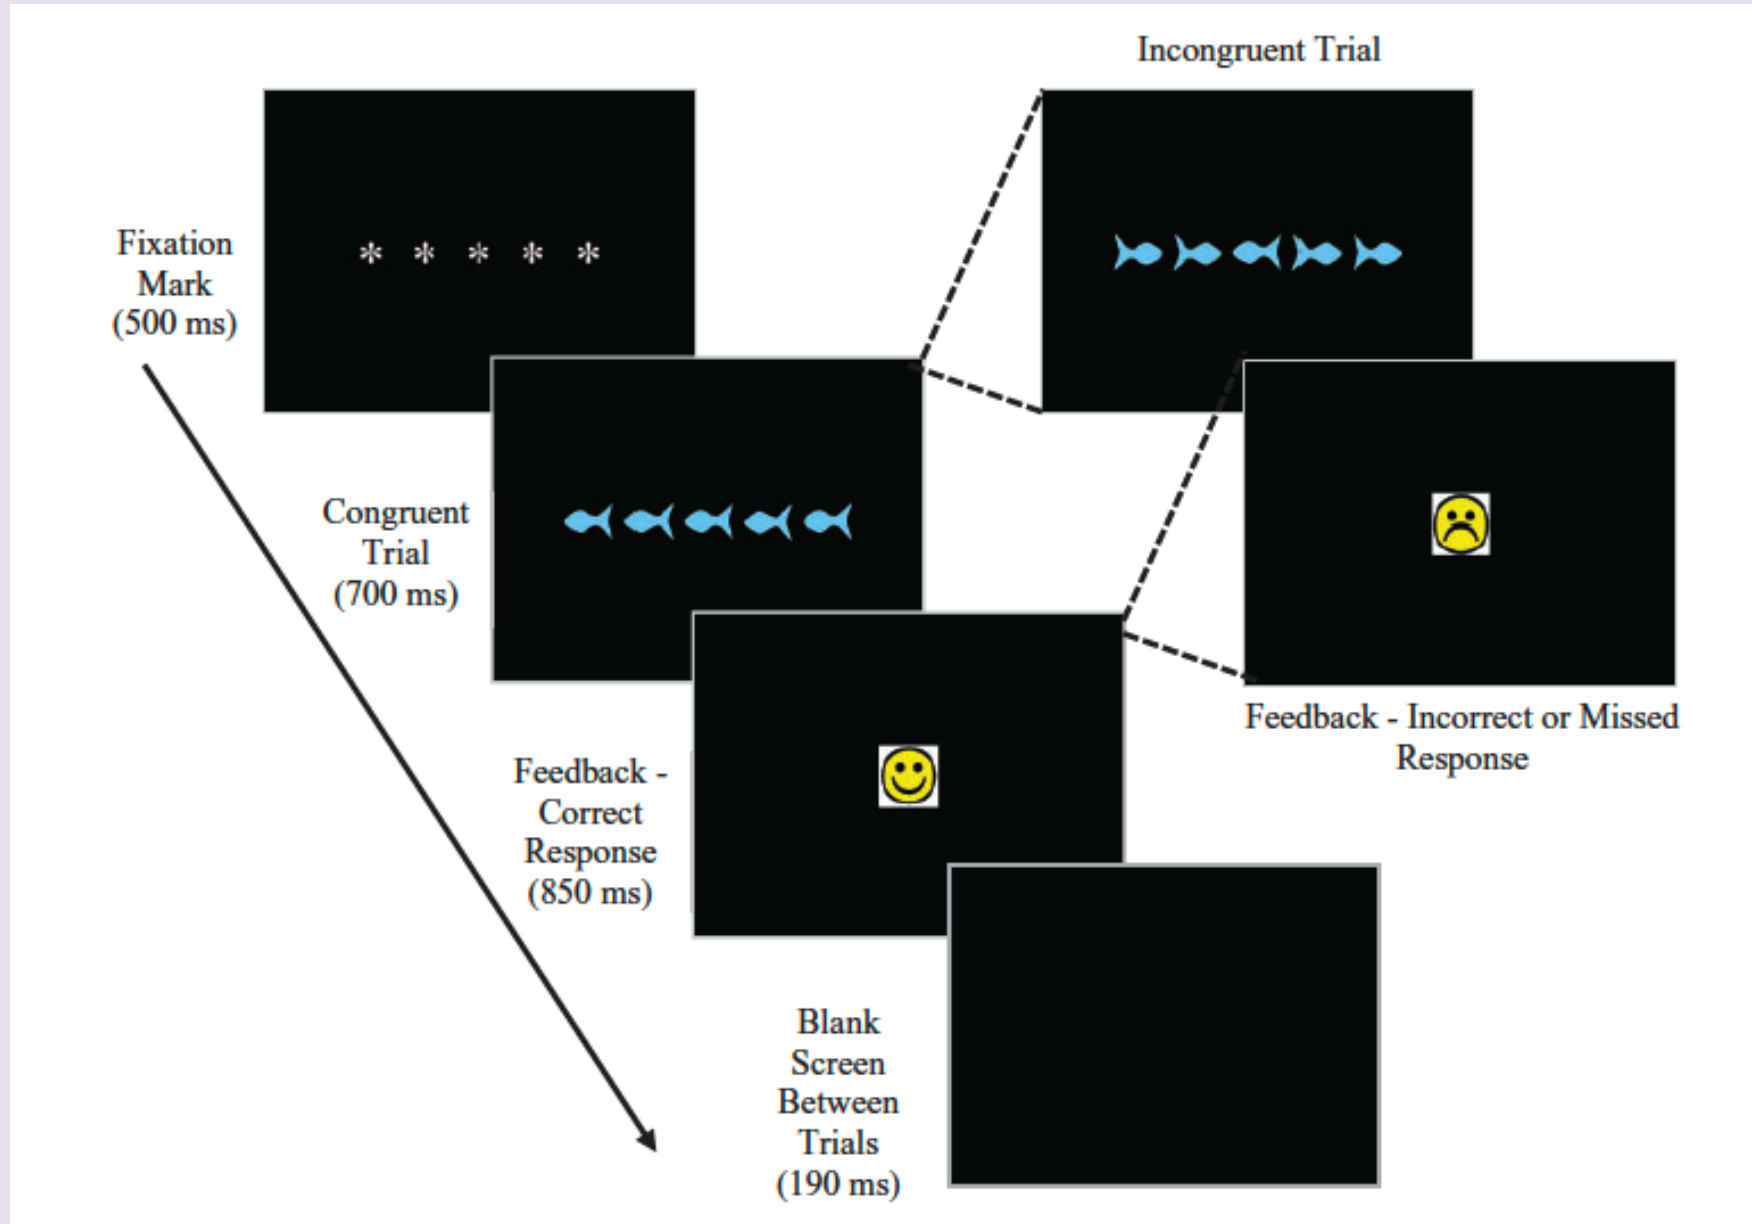 Incongruent Trial
Fixation
Mark
(500 ms)
* * * * *
Congruent
Trial
(700 ms)
Feedback - Incorrect or Missed
Response
Feedback -
Correct
Response
(850 ms)
Blank
Screen
Between
Trials
(190 ms)